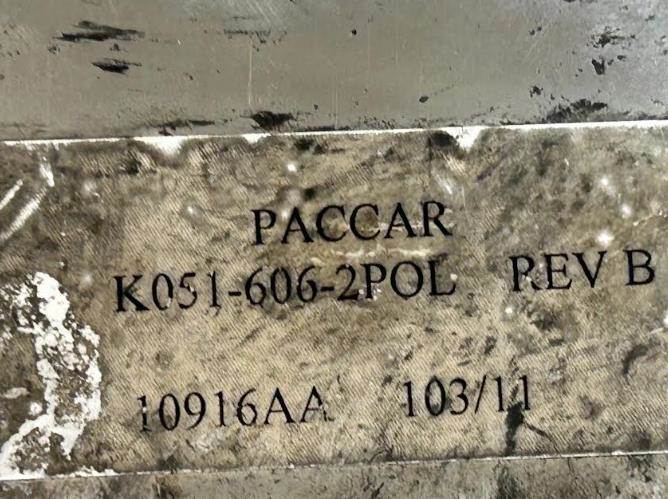 PACCAR
K051-606-2POL REV B
10916AA 103/11